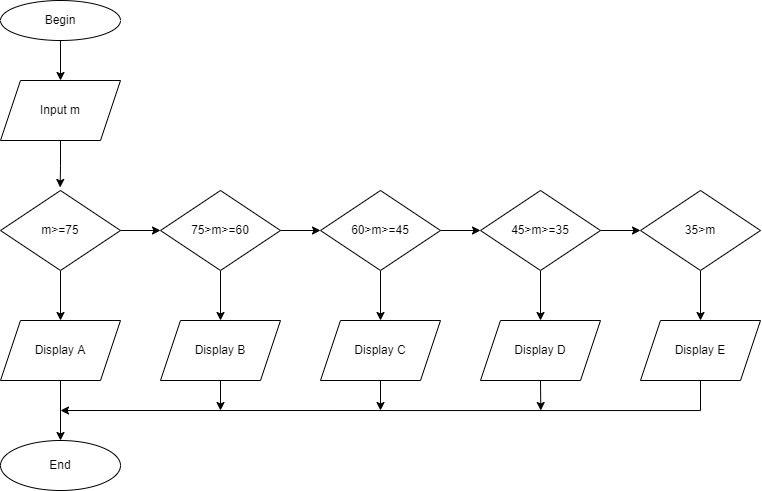 Begin
Input m
m>=75
75>m>=60
60>m>=45
45>m>=35
35>m
Display A
Display B
Display C
Display D
Display E
End